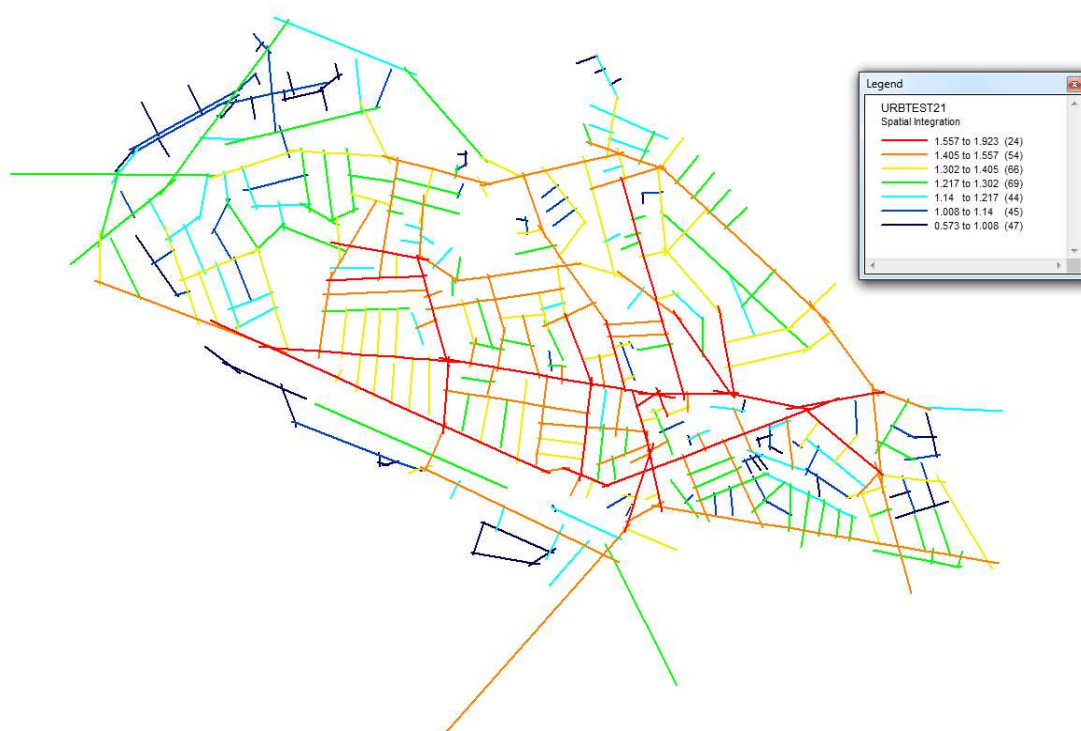 Legend
URBTEST21
Spatial Integration
1.557 to 1.923 (24)
1.405 to 1.557 (54)
1.302 to 1.405 (66)
1.217 to 1.302 (69)
1.14 to 1.217 (44)
1.008 to 1.14 (45)
0.573 to 1.008 (47)